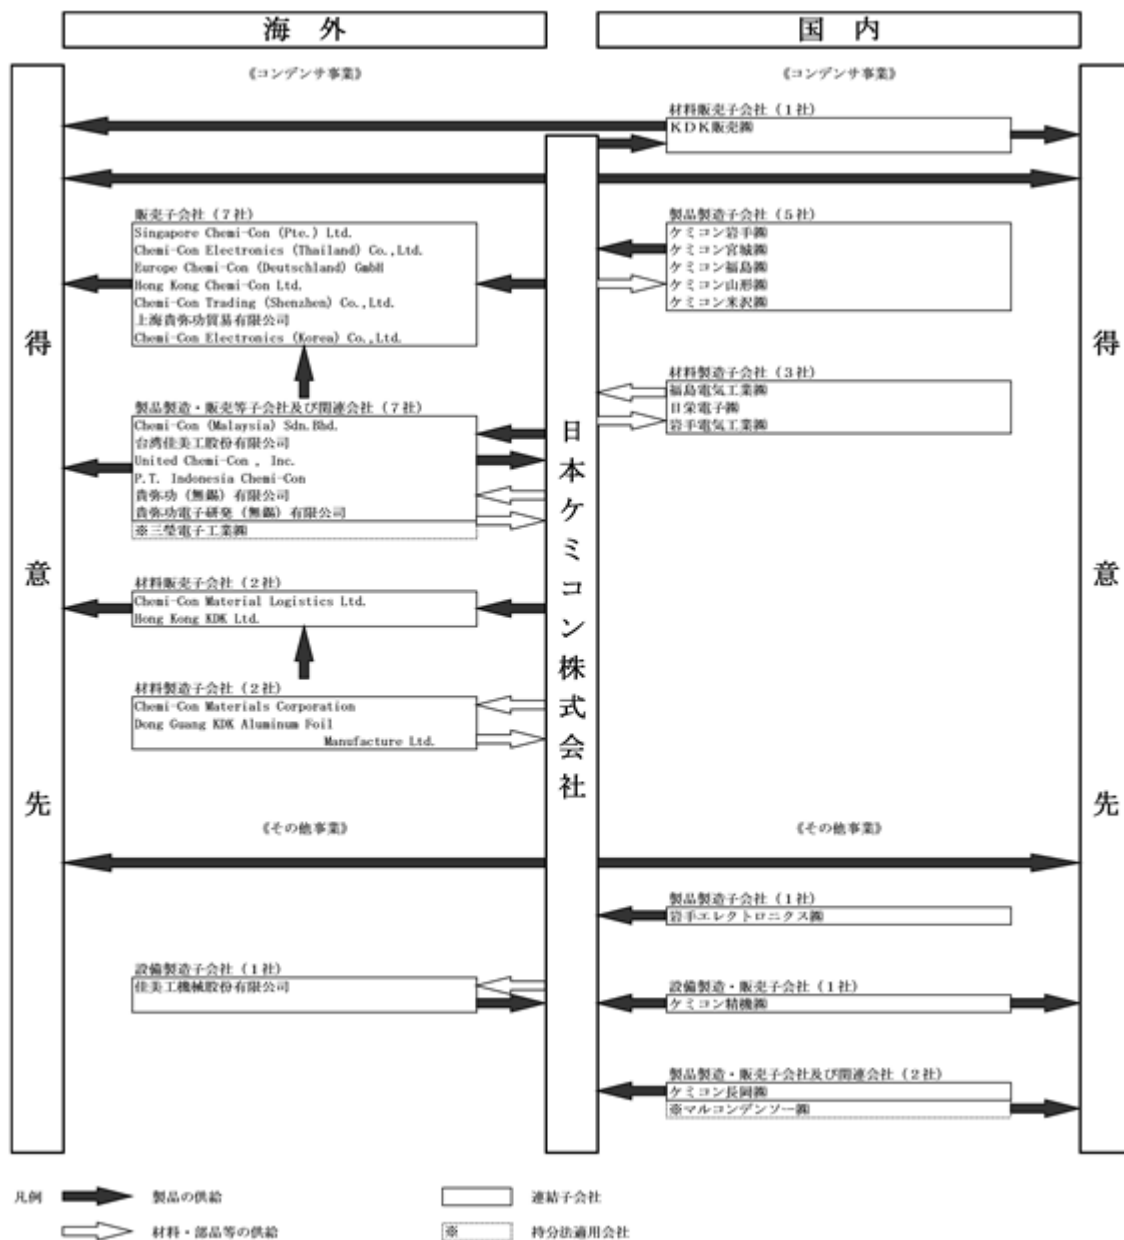 海外
国内
《コンデンサ事業》
《コンデンサ事業》
材料販売子会社（1社）
KDK販売㈱
販売子会社（7社）
Singapore Chemi-Con (Pte.) Ltd.
Chemi-Con Electronics (Thailand) Co.,Ltd.
Europe Chemi-Con (Deutschland) GmbH
Hong Kong Chemi-Con Ltd.
Chemi-Con Trading (Shenzhen) Co.,Ltd.
上海貴弥功貿易有限公司
Chemi-Con Electronics (Korea) Co.,Ltd.
製品製造子会社（5社）
ケミコン岩手㈱
ケミコン宮城㈱
ケミコン福島㈱
ケミコン山形㈱
ケミコン米沢㈱
材料製造子会社（3社）
福島電気工業㈱
日栄電子㈱
岩手電気工業㈱
製品製造・販売等子会社及び関連会社（7社）
Chemi-Con (Malaysia) Sdn.Bhd.
台湾佳美工股份有限公司
United Chemi-Con , Inc.
P.T. Indonesia Chemi-Con
貴弥功（無錫）有限公司
貴弥功電子研発（無錫）有限公司
※三瑩電子工業㈱
材料販売子会社（2社）
Chemi-Con Material Logistics Ltd.
Hong Kong KDK Ltd.
材料製造子会社（2社）
Chemi-Con Materials Corporation
Dong Guang KDK Aluminum Foil
Manufacture Ltd.
得意先
日本ケミコン株式会社
得意先
《その他事業》
《その他事業》
製品製造子会社（1社）
岩手エレクトロニクス㈱
設備製造子会社（1社）
佳美工機械股份有限公司
設備製造・販売子会社（1社）
ケミコン精機㈱
製品製造・販売子会社及び関連会社（2社）
ケミコン長岡㈱
※マルコンデンソー㈱
凡例
製品の供給
連結子会社
材料・部品等の供給
※
持分法適用会社